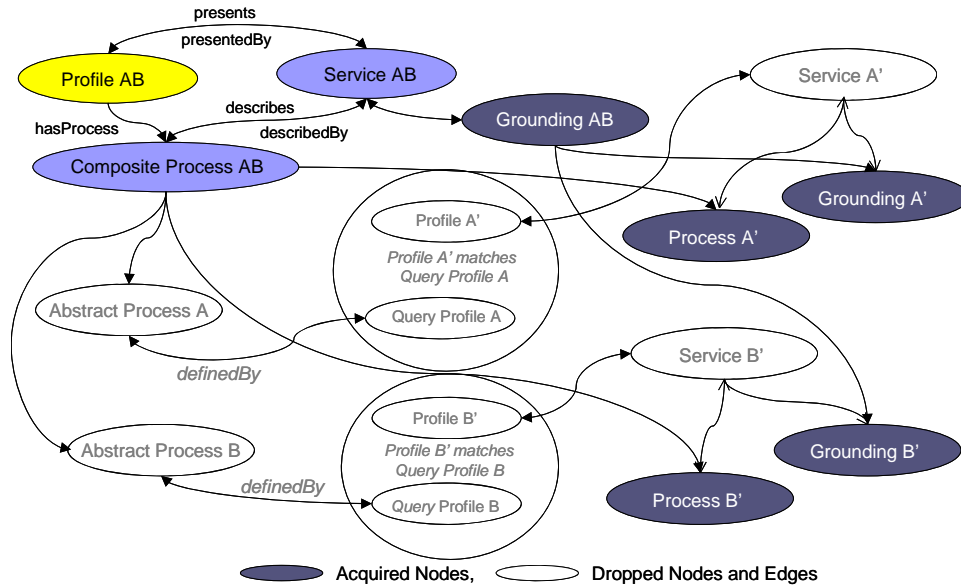 presents
presentedBy
Profile AB
Service AB
Service A'
hasProcess
describes
describedBy
Grounding AB
Composite Process AB
Grounding A'
Profile A'
Process A'
Profile A' matches
Query Profile A
Abstract Process A
Query Profile A
definedBy
Service B'
Profile B'
Abstract Process B
Profile B' matches
Query Profile B
Grounding B'
definedBy
Query Profile B
Process B'
Acquired Nodes,
Dropped Nodes and Edges